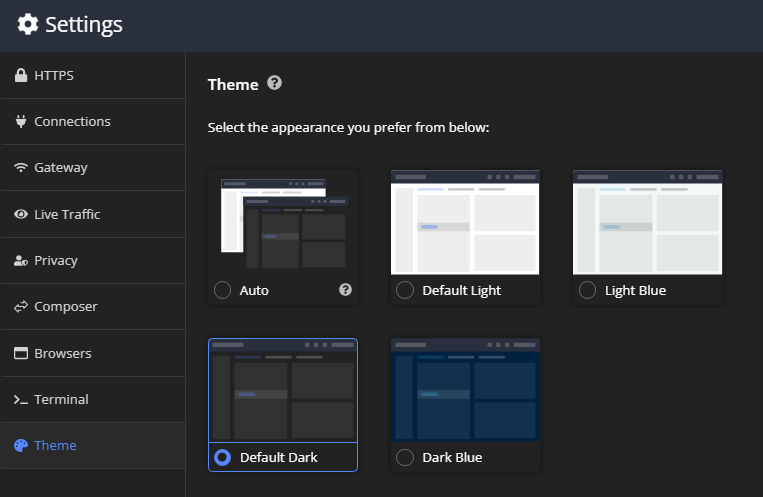 Settings
HTTPS
Connections
Gateway
Live Traffic
Privacy
Composer
Browsers
Terminal
Theme
Theme
Select the appearance you prefer from below:
Auto
Default Light
Light Blue
Default Dark
Dark Blue